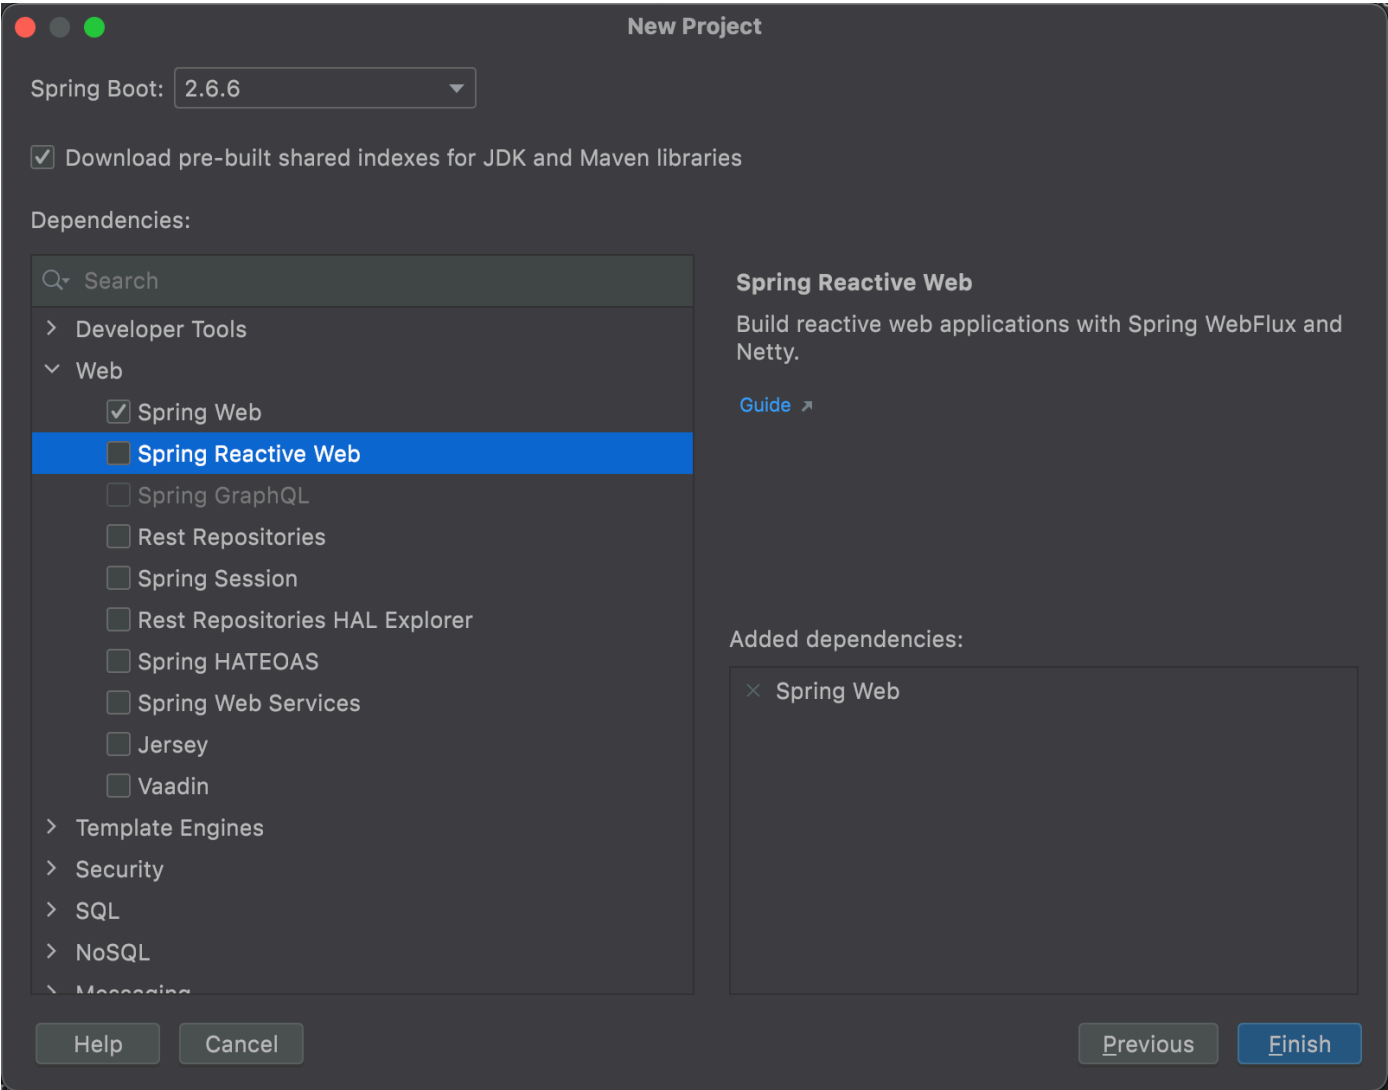 New Project
Spring Boot: 2.6.6
Download pre-built shared indexes for JDK and Maven libraries
Dependencies:
Search
Developer Tools
Web
Spring Web
Spring Reactive Web
Spring GraphQL
Rest Repositories
Spring Session
Rest Repositories HAL Explorer
Spring HATEOAS
Spring Web Services
Jersey
Vaadin
Template Engines
Security
SQL
NoSQL
Messaging
Spring Reactive Web
Build reactive web applications with Spring WebFlux and
Netty.
Guide
Added dependencies:
Spring Web
Help
Cancel
Previous
Finish